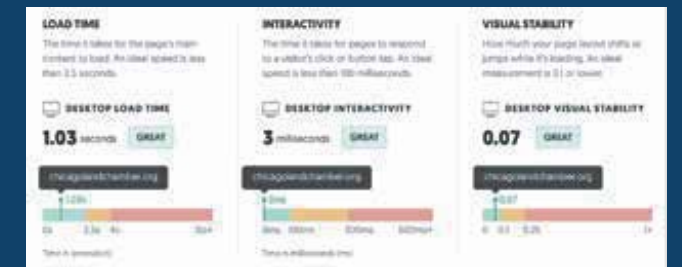 LOAD TIME
The time it takes for the page's main
content to load. An ideal speed is less
than 2.5 seconds.
DESKTOP LOAD TIME
1.03 seconds GREAT
chicagolandchamber.org
1.03s
0s 2.5s 4s 10s+
Time in seconds(s)
INTERACTIVITY
The time it takes for pages to respond
to a visitor's click or button tap. An ideal
speed is less than 100 milliseconds.
DESKTOP INTERACTIVITY
3 milliseconds GREAT
chicagolandchamber.org
3ms
0ms 100ms 300ms 500ms+
Time in milliseconds (ms)
VISUAL STABILITY
How much your page layout shifts or
jumps while it's loading. An ideal
measurement is 0.1 or lower.
DESKTOP VISUAL STABILITY
0.07 GREAT
chicagolandchamber.org
0.07
0 0.1 0.25 1+